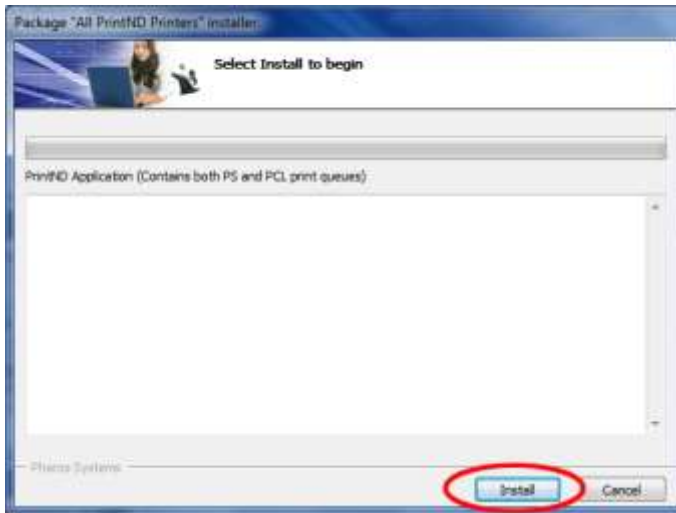 Package "All PrintND Printers" installer
Select Install to begin
PrintND Application (Contains both PS and PCL print queues)
Pharos Systems
Install
Cancel